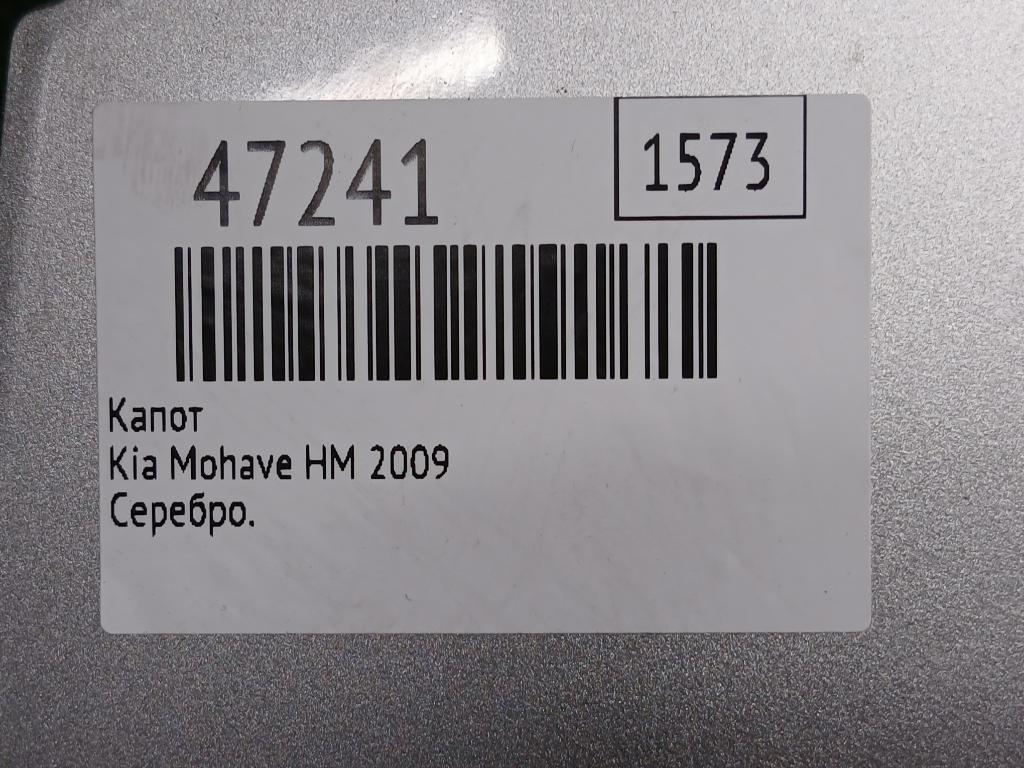 47241
1573
Капот
Kia Mohave HM 2009
Серебро.